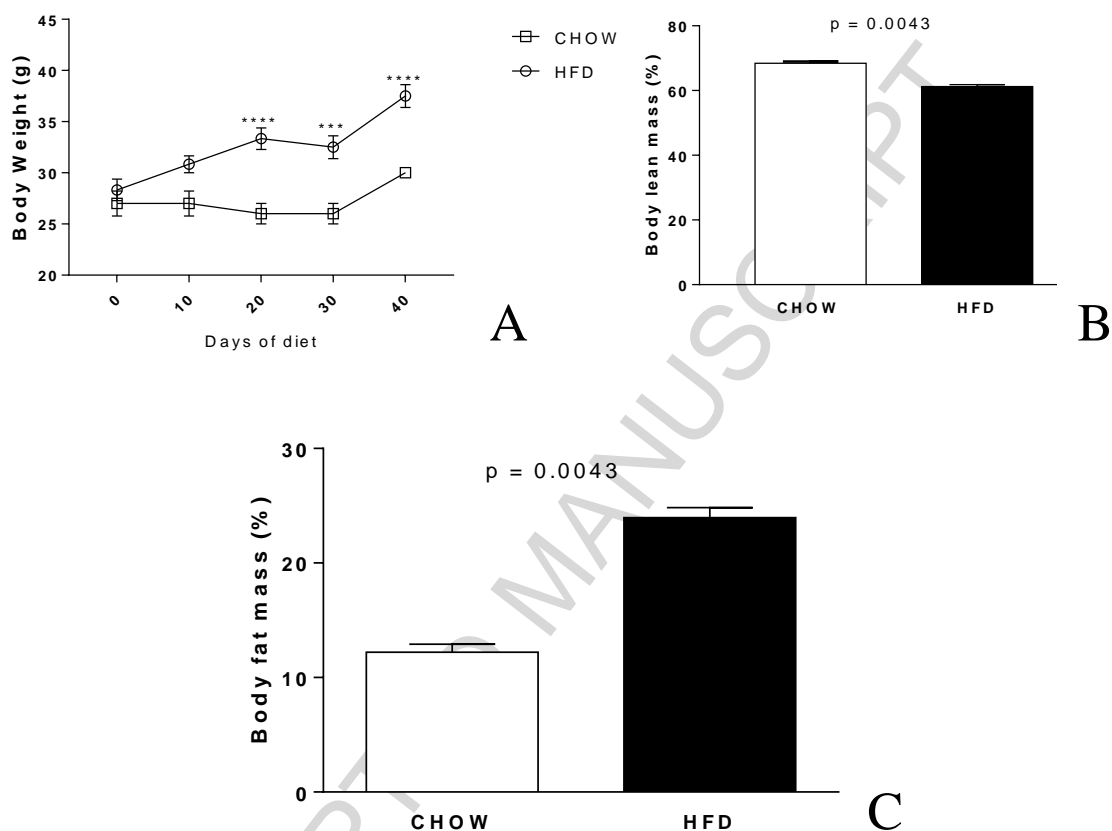 45
40
35
30
25
20
Body Weight (g)
****
***
****
0
10
20
30
40
Days of diet
CHOW
HFD
A
p = 0.0043
80
60
40
20
0
Body lean mass (%)
CHOW
HFD
B
p = 0.0043
30
20
10
0
Body fat mass (%)
CHOW
HFD
C
MANUSCRIPT